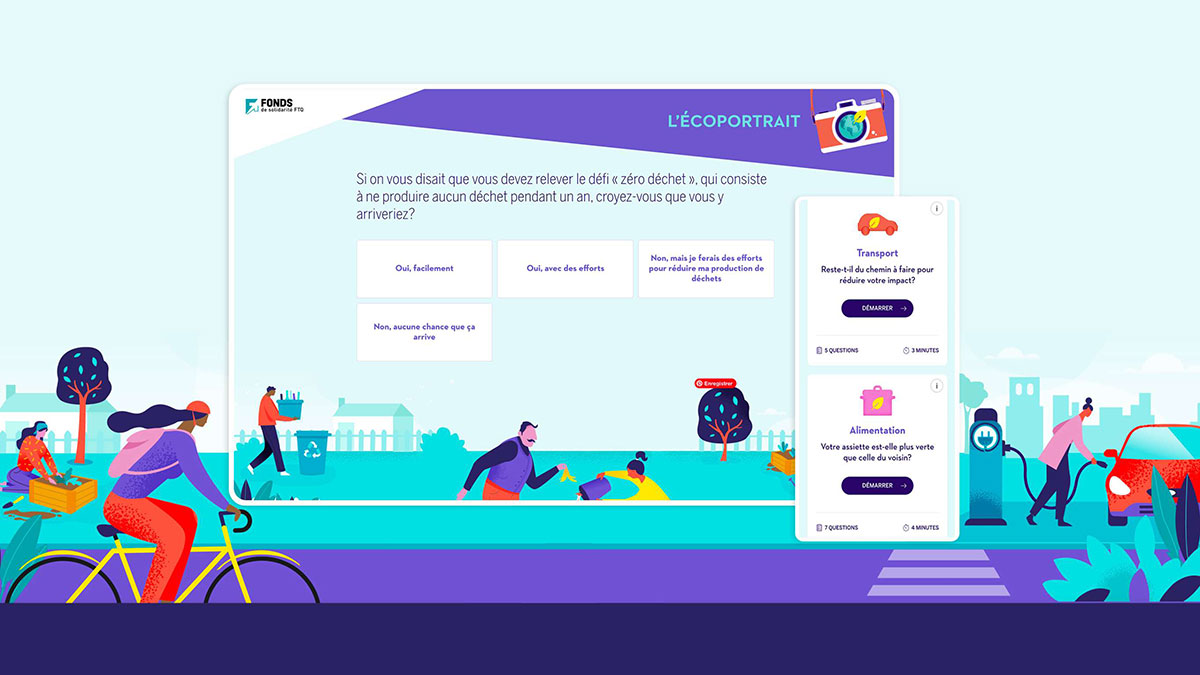 FONDS
de solidarité FTQ
L'ÉCOPORTRAIT
Si on vous disait que vous devez relever le défi « zéro déchet », qui consiste
à ne produire aucun déchet pendant un an, croyez-vous que vous y
arriveriez?
Oui, facilement
Oui, avec des efforts
Non, mais je ferais des efforts
pour réduire ma production de
déchets
Non, aucune chance que ça
arrive
Enregistrer
i
Transport
Reste-t-il du chemin à faire pour
réduire votre impact?
DÉMARRER →
5 QUESTIONS
3 MINUTES
i
Alimentation
Votre assiette est-elle plus verte
que celle du voisin?
DÉMARRER →
7 QUESTIONS
4 MINUTES